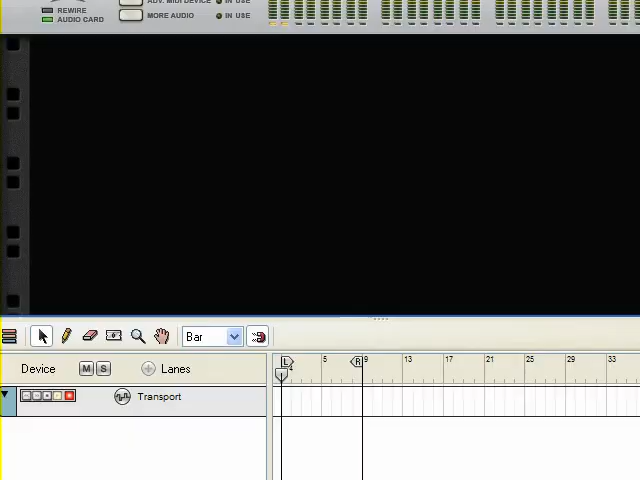 ADV. MIDI DEVICE IN USE
REWIRE
AUDIO CARD MORE AUDIO IN USE
Bar
Device M S + Lanes
L R
5 9 13 17 21 25 29 33
Transport